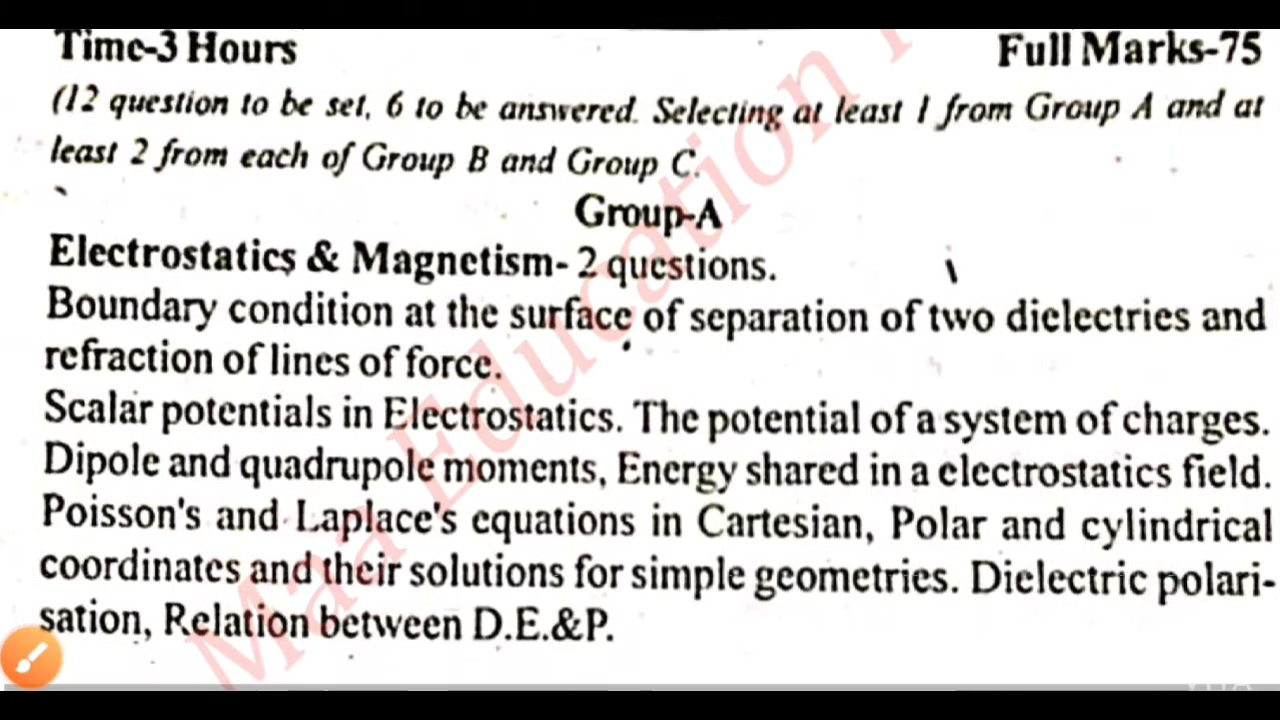 Time-3 Hours Full Marks-75
(12 question to be set, 6 to be answered. Selecting at least 1 from Group A and at
least 2 from each of Group B and Group C.
Group-A
Electrostatics & Magnetism- 2 questions.
Boundary condition at the surface of separation of two dielectries and
refraction of lines of force.
Scalar potentials in Electrostatics. The potential of a system of charges.
Dipole and quadrupole moments, Energy shared in a electrostatics field.
Poisson's and Laplace's equations in Cartesian, Polar and cylindrical
coordinates and their solutions for simple geometries. Dielectric polari-
sation, Relation between D.E.&P.
Maa Education